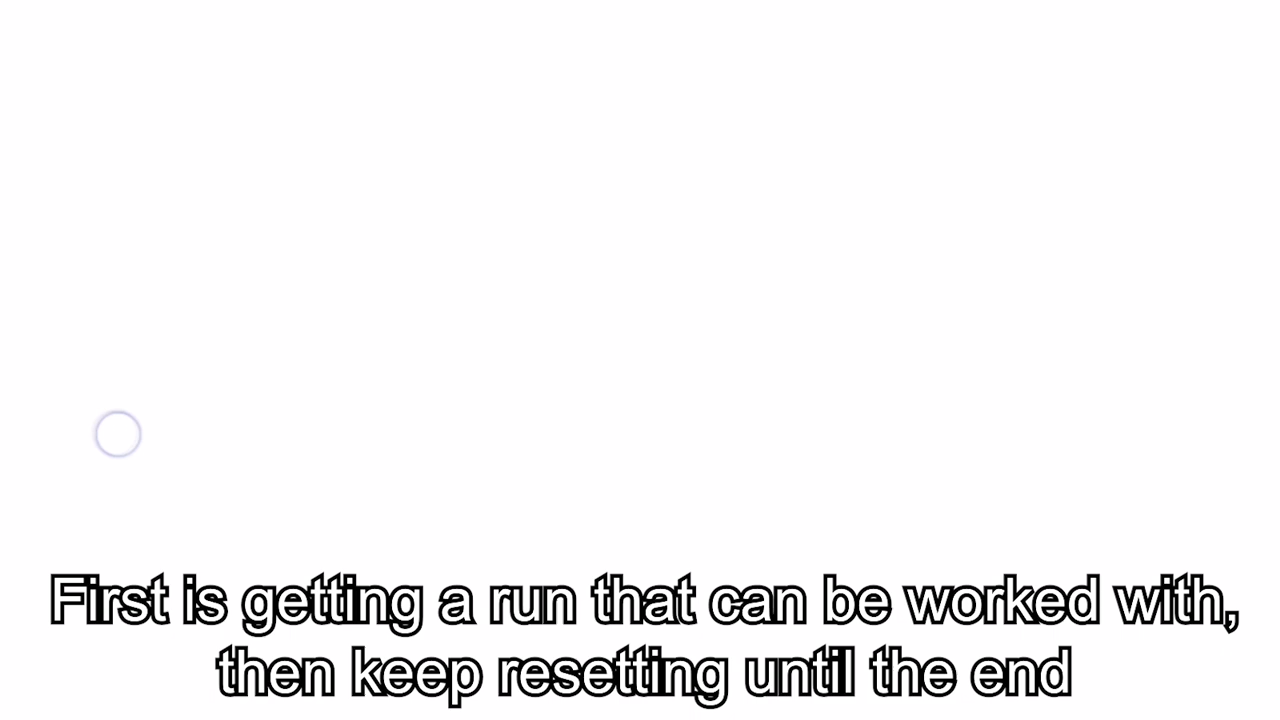 First is getting a run that can be worked with,
then keep resetting until the end